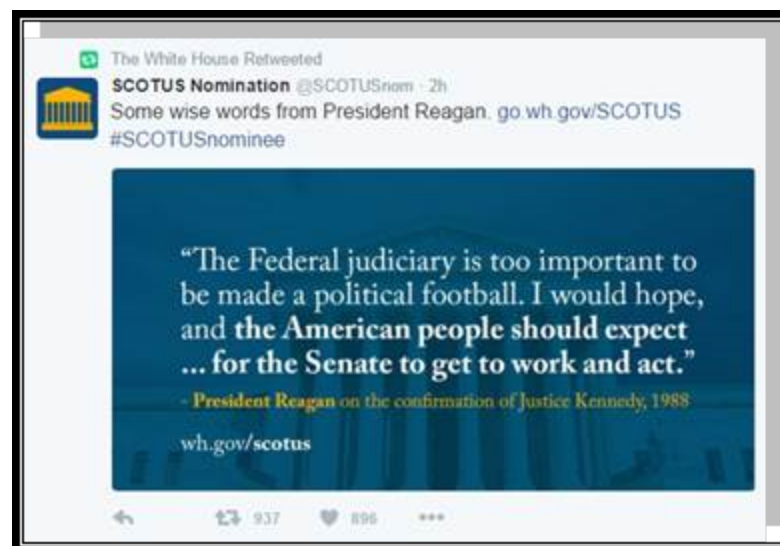 The White House Retweeted
SCOTUS Nomination @SCOTUSnom · 2h
Some wise words from President Reagan. go.wh.gov/SCOTUS
#SCOTUSnominee
“The Federal judiciary is too important to
be made a political football. I would hope,
and the American people should expect
... for the Senate to get to work and act.”
- President Reagan on the confirmation of Justice Kennedy, 1988
wh.gov/scotus
937 896